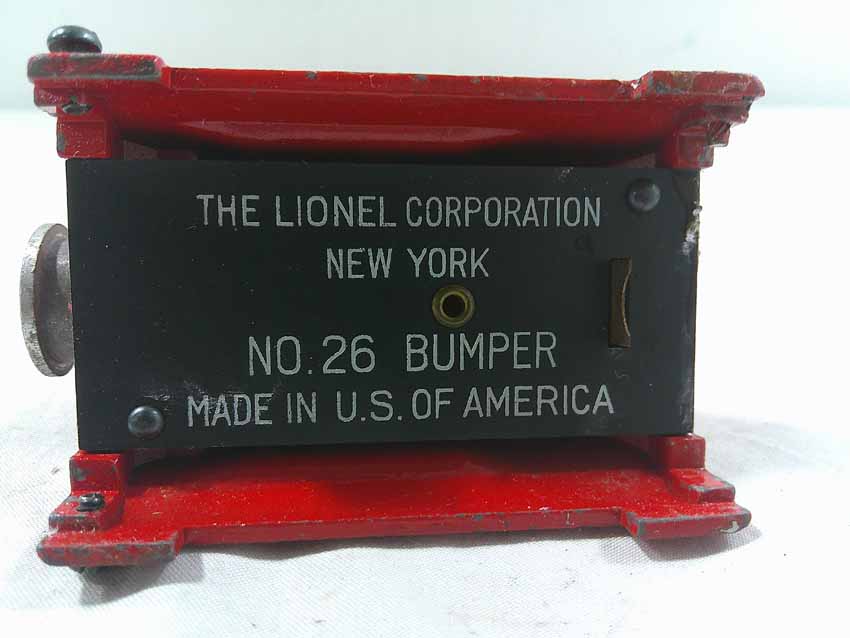 THE LIONEL CORPORATION
NEW YORK
NO. 26 BUMPER
MADE IN U.S. OF AMERICA